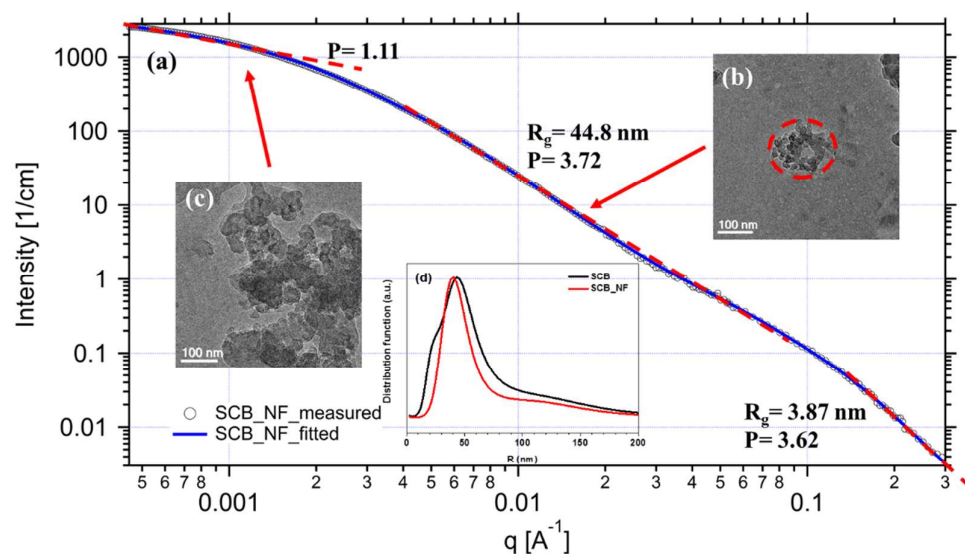 (a)
P= 1.11
(b)
100 nm
R_g= 44.8 nm
P= 3.72
(c)
100 nm
(d)
SCB
SCB_NF
Distribution function (a.u.)
0 50 100 150 200
R (nm)
R_g= 3.87 nm
P= 3.62
SCB_NF_measured
SCB_NF_fitted
Intensity [1/cm]
1000
100
10
1
0.1
0.01
5 6 7 8 0.001 2 3 4 5 6 7 8 0.01 2 3 4 5 6 7 8 0.1 2 3
q [A⁻¹]